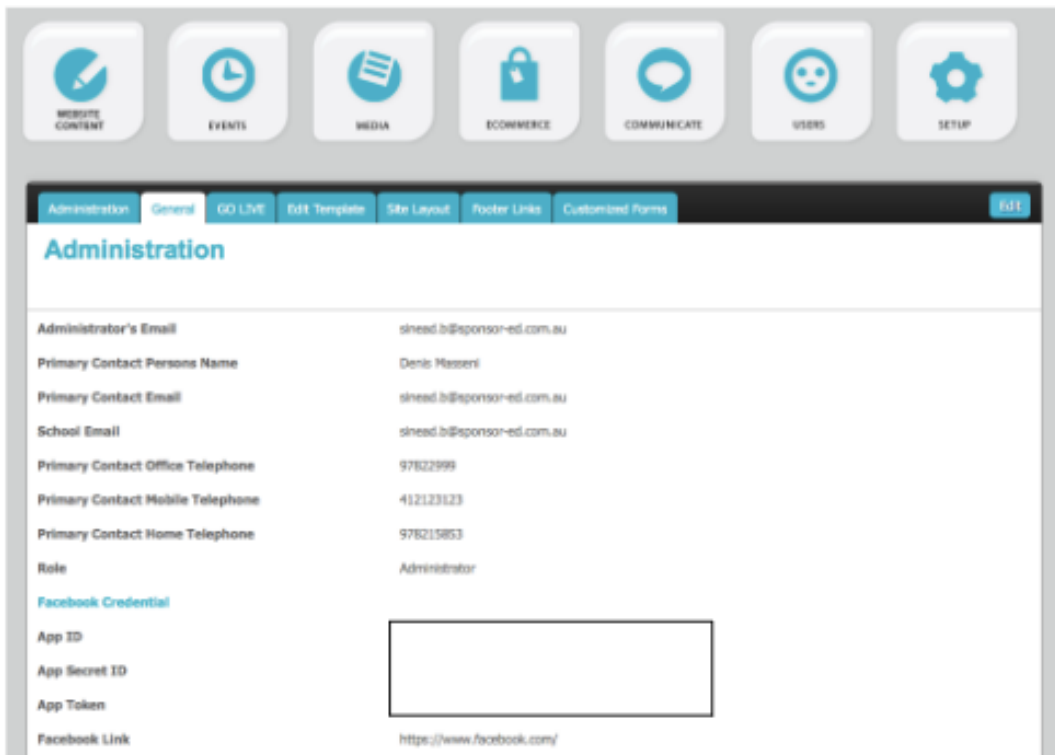 WEBSITE
CONTENT
EVENTS
MEDIA
ECOMMERCE
COMMUNICATE
USERS
SETUP
Administration General GO LIVE Edit Template Site Layout Footer Links Customized Forms Edit
Administration
Administrator's Email sinead.b@sponsor-ed.com.au
Primary Contact Persons Name Denis Masseni
Primary Contact Email sinead.b@sponsor-ed.com.au
School Email sinead.b@sponsor-ed.com.au
Primary Contact Office Telephone 97822999
Primary Contact Mobile Telephone 412123123
Primary Contact Home Telephone 978215853
Role Administrator
Facebook Credential
App ID
App Secret ID
App Token
Facebook Link https://www.facebook.com/